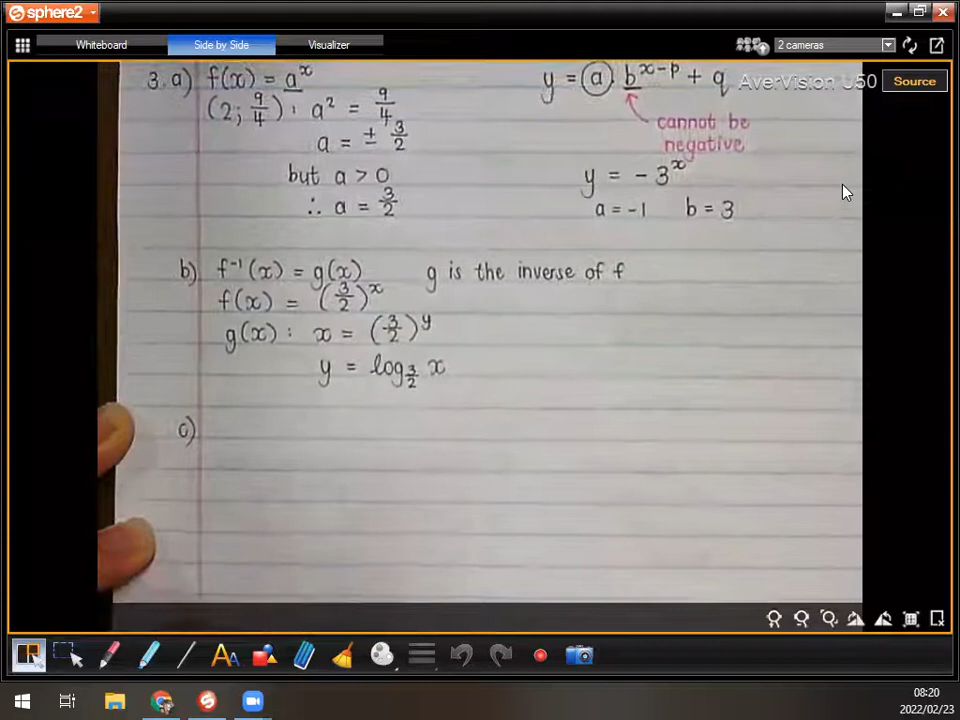 sphere2
Whiteboard
Side by Side
Visualizer
2 cameras
AverVision U50
Source
3. a) f(x) = a^x
(2; 9/4) : a² = 9/4
a = ± 3/2
but a > 0
∴ a = 3/2
y = a . b^(x-p) + q
cannot be
negative
y = - 3^x
a = -1 b = 3
b) f⁻¹(x) = g(x) g is the inverse of f
f(x) = (3/2)^x
g(x) : x = (3/2)^y
y = log_(3/2) x
c)
08:20
2022/02/23